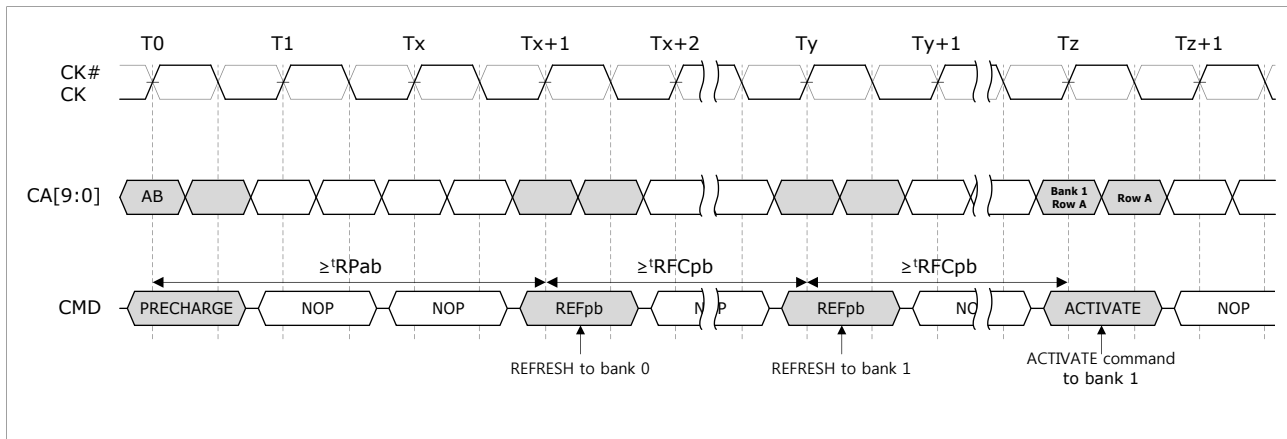 T0 T1 Tx Tx+1 Tx+2 Ty Ty+1 Tz Tz+1
CK#
CK
CA[9:0] AB Bank 1 Row A Row A
≥tRPab ≥tRFCpb ≥tRFCpb
CMD PRECHARGE NOP NOP REFpb NOP REFpb NO ACTIVATE NOP
REFRESH to bank 0 REFRESH to bank 1 ACTIVATE command
to bank 1